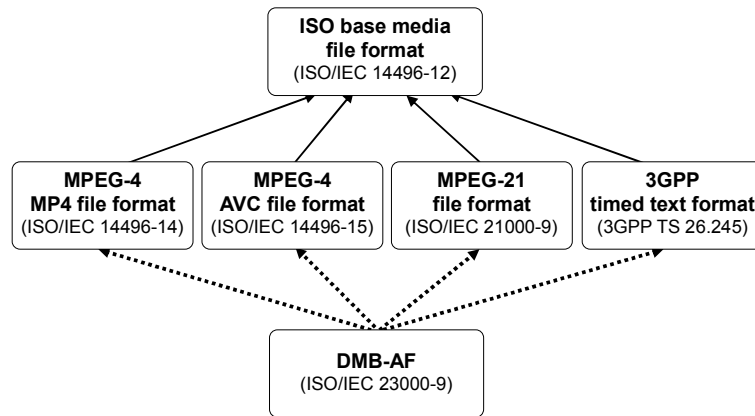 ISO base media
file format
(ISO/IEC 14496-12)
MPEG-4
MP4 file format
(ISO/IEC 14496-14)
MPEG-4
AVC file format
(ISO/IEC 14496-15)
MPEG-21
file format
(ISO/IEC 21000-9)
3GPP
timed text format
(3GPP TS 26.245)
DMB-AF
(ISO/IEC 23000-9)